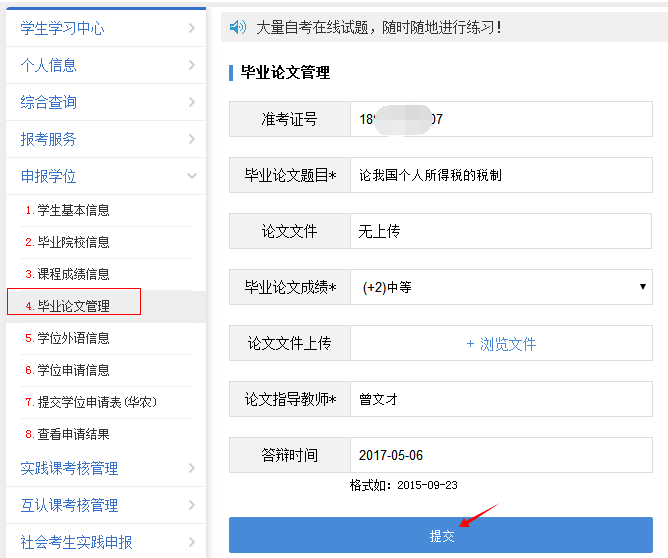 学生学习中心
个人信息
综合查询
报考服务
申报学位
1. 学生基本信息
2. 毕业院校信息
3. 课程成绩信息
4. 毕业论文管理
5. 学位外语信息
6. 学位申请信息
7. 提交学位申请表(华农)
8. 查看申请结果
实践课考核管理
互认课考核管理
社会考生实践申报
大量自考在线试题，随时随地进行练习！
毕业论文管理
准考证号 18 07
毕业论文题目* 论我国个人所得税的税制
论文文件 无上传
毕业论文成绩* (+2)中等
论文文件上传 + 浏览文件
论文指导教师* 曾文才
答辩时间 2017-05-06
格式如：2015-09-23
提交